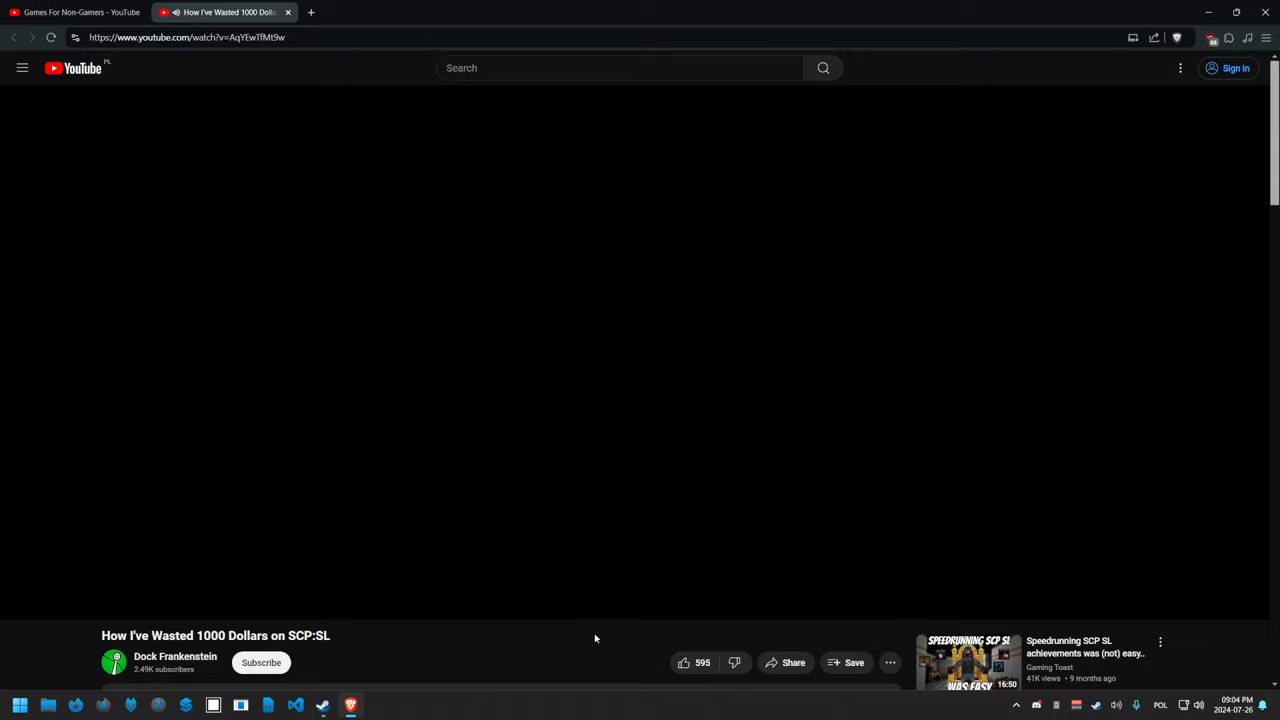 Games For Non-Gamers - YouTube
How I've Wasted 1000 Dolla
https://www.youtube.com/watch?v=AqYEwTfMt9w
68
YouTube PL
Search
Sign in
How I've Wasted 1000 Dollars on SCP:SL
Dock Frankenstein
2.49K subscribers
Subscribe
595
Share
Save
SPEEDRUNNING SCP SL
WAS EASY
16:50
Speedrunning SCP SL
achievements was (not) easy..
Gaming Toast
41K views • 9 months ago
POL
09:04 PM
2024-07-26